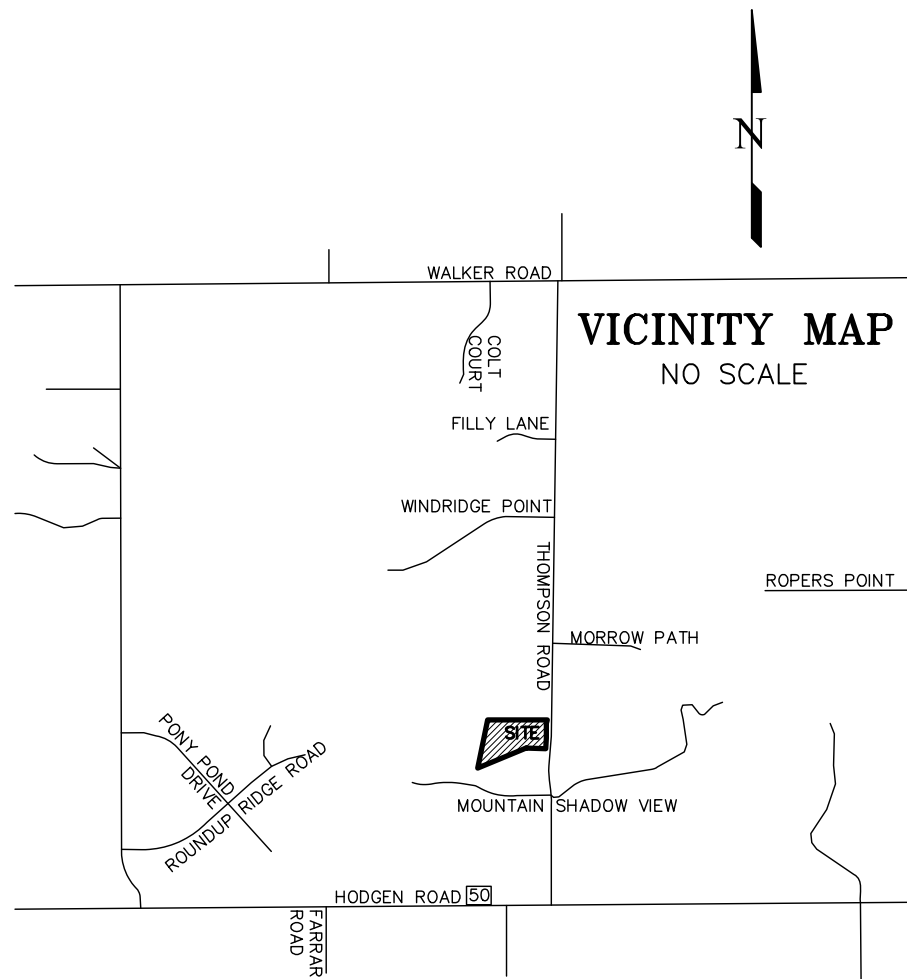 N
WALKER ROAD
VICINITY MAP
NO SCALE
COLT
COURT
FILLY LANE
WINDRIDGE POINT
THOMPSON ROAD
ROPERS POINT
MORROW PATH
SITE
PONY POND
DRIVE
ROUNDUP RIDGE ROAD
MOUNTAIN SHADOW VIEW
HODGEN ROAD 50
FARRAR
ROAD